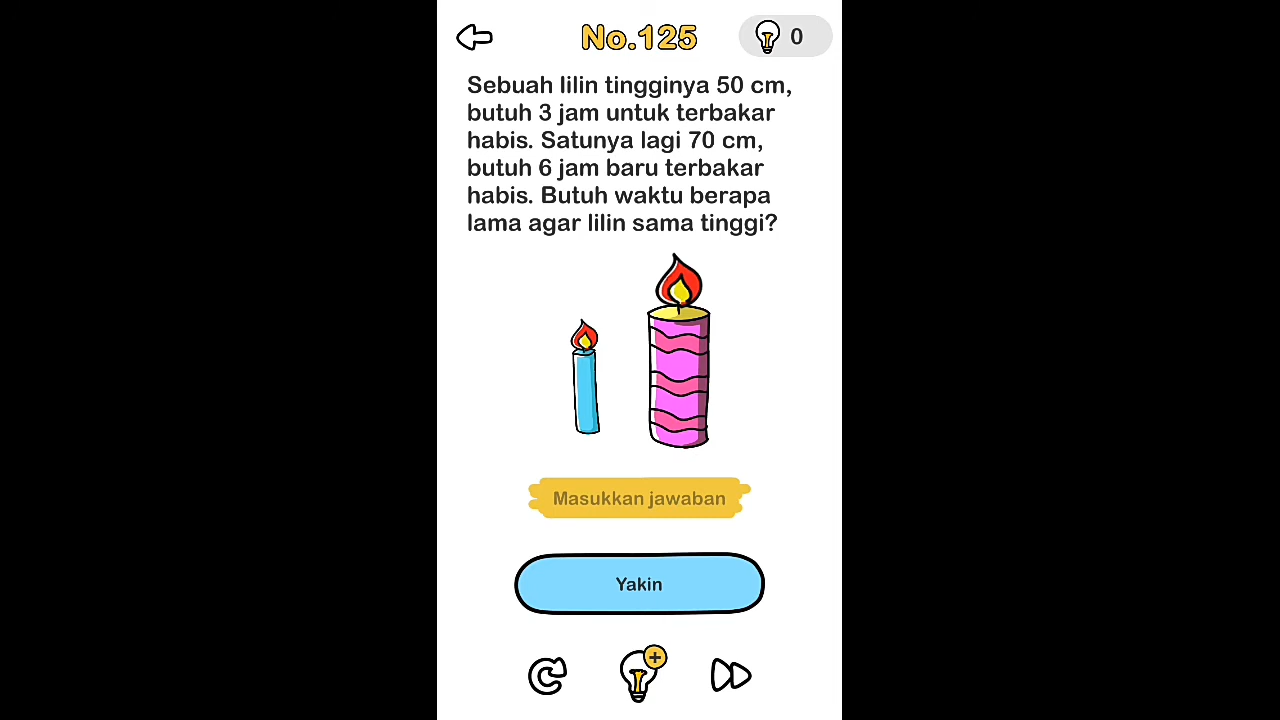 No.125
0
Sebuah lilin tingginya 50 cm,
butuh 3 jam untuk terbakar
habis. Satunya lagi 70 cm,
butuh 6 jam baru terbakar
habis. Butuh waktu berapa
lama agar lilin sama tinggi?
Masukkan jawaban
Yakin